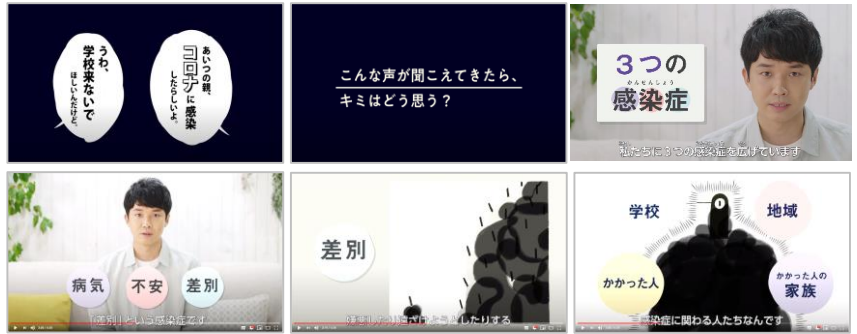 あいつの親、
コロナに感染
したらしいよ。
うわ、
学校来ないで
ほしいんだけど。
こんな声が聞こえてきたら、
キミはどう思う？
3つの
かんせんしょう
感染症
私たちに3つの感染症を広げています
病気
不安
差別
「差別」という感染症です
差別
たりする
学校
地域
かかった人
かかった人の
家族
感染症に関わる人たちなんです